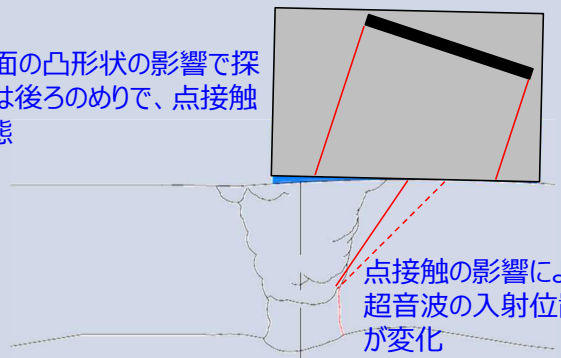 面の凸形状の影響で探
は後ろのめりで、点接触
態
点接触の影響によ
超音波の入射位
が変化